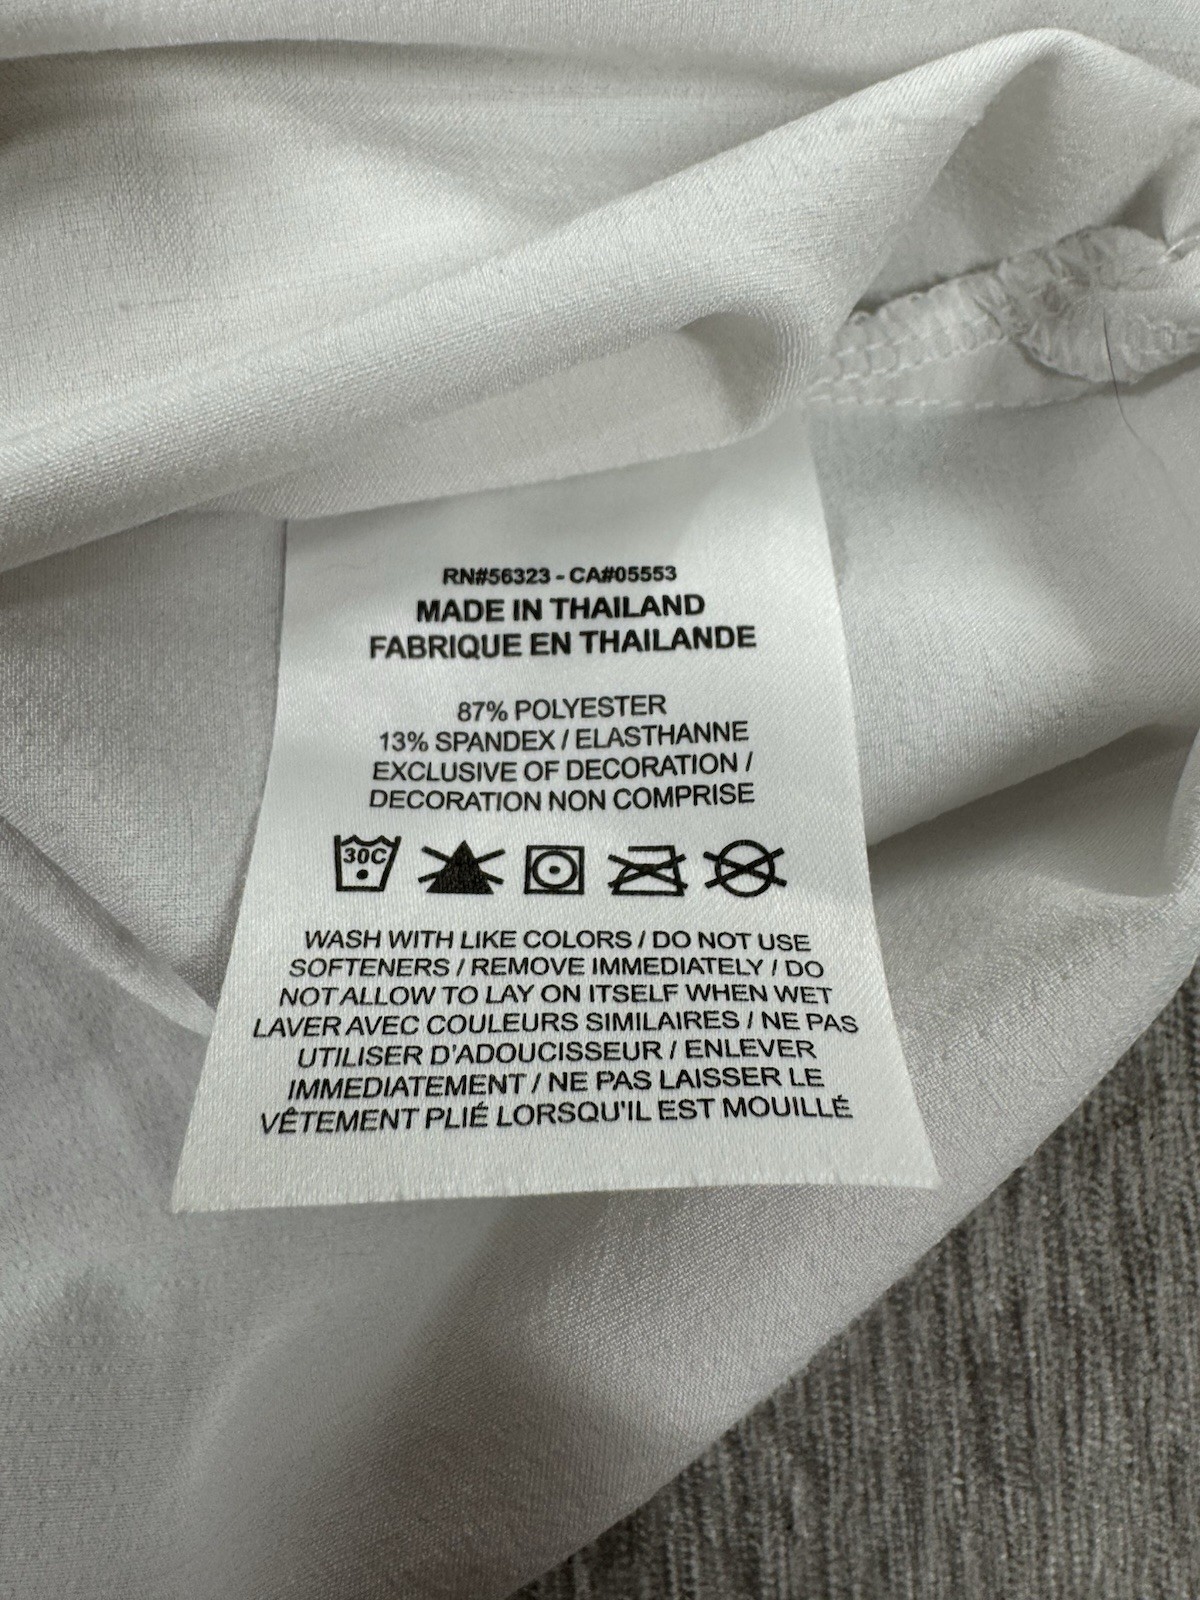 RN#56323 - CA#05553
MADE IN THAILAND
FABRIQUE EN THAILANDE
87% POLYESTER
13% SPANDEX / ELASTHANNE
EXCLUSIVE OF DECORATION /
DECORATION NON COMPRISE
30C
WASH WITH LIKE COLORS / DO NOT USE
SOFTENERS / REMOVE IMMEDIATELY / DO
NOT ALLOW TO LAY ON ITSELF WHEN WET
LAVER AVEC COULEURS SIMILAIRES / NE PAS
UTILISER D'ADOUCISSEUR / ENLEVER
IMMEDIATEMENT / NE PAS LAISSER LE
VÊTEMENT PLIÉ LORSQU'IL EST MOUILLÉ